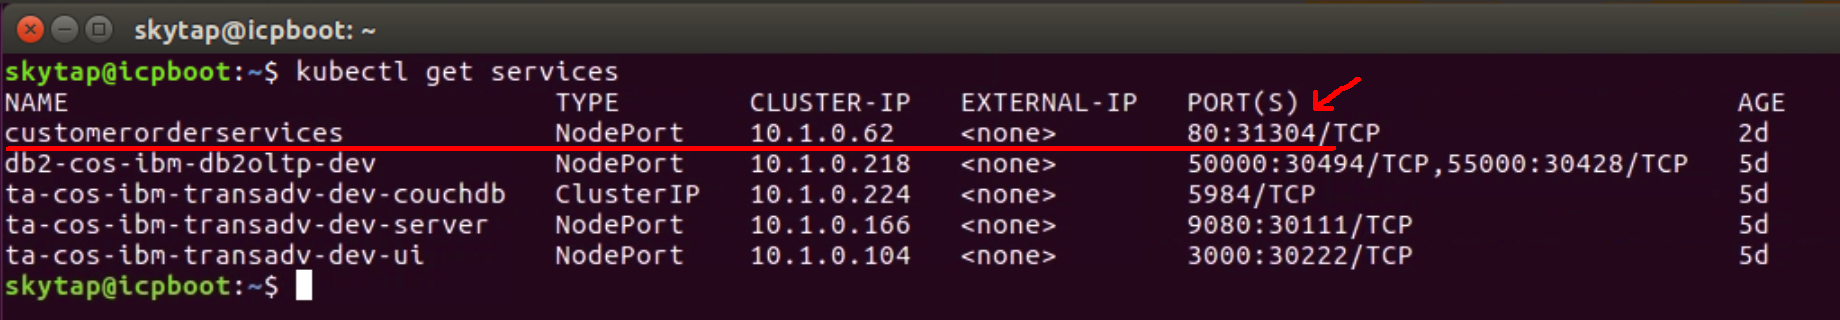 skytap@icpboot: ~
skytap@icpboot:~$ kubectl get services
NAME TYPE CLUSTER-IP EXTERNAL-IP PORT(S) AGE
customerorderservices NodePort 10.1.0.62 <none> 80:31304/TCP 2d
db2-cos-ibm-db2oltp-dev NodePort 10.1.0.218 <none> 50000:30494/TCP,55000:30428/TCP 5d
ta-cos-ibm-transadv-dev-couchdb ClusterIP 10.1.0.224 <none> 5984/TCP 5d
ta-cos-ibm-transadv-dev-server NodePort 10.1.0.166 <none> 9080:30111/TCP 5d
ta-cos-ibm-transadv-dev-ui NodePort 10.1.0.104 <none> 3000:30222/TCP 5d
skytap@icpboot:~$